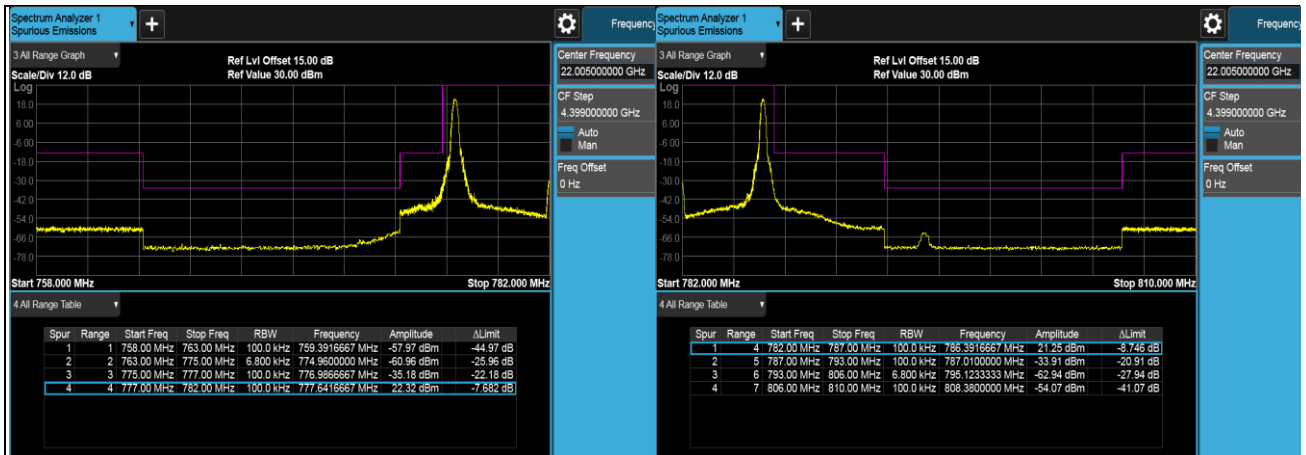 Spectrum Analyzer 1
Spurious Emissions
+
Frequency
3 All Range Graph
Ref Lvl Offset 15.00 dB
Scale/Div 12.0 dB
Ref Value 30.00 dBm
Log
18.0
6.00
-6.00
-18.0
-30.0
-42.0
-54.0
-66.0
-78.0
Start 758.000 MHz
Stop 782.000 MHz
Center Frequency
22.005000000 GHz
CF Step
4.399000000 GHz
Auto
Man
Freq Offset
0 Hz
4 All Range Table
Spur Range Start Freq Stop Freq RBW Frequency Amplitude ΔLimit
1 1 758.00 MHz 763.00 MHz 100.0 kHz 759.3916667 MHz -57.97 dBm -44.97 dB
2 2 763.00 MHz 775.00 MHz 6.800 kHz 774.9600000 MHz -60.96 dBm -25.96 dB
3 3 775.00 MHz 777.00 MHz 100.0 kHz 776.9866667 MHz -35.18 dBm -22.18 dB
4 4 777.00 MHz 782.00 MHz 100.0 kHz 777.6416667 MHz 22.32 dBm -7.682 dB
Spectrum Analyzer 1
Spurious Emissions
+
Frequency
3 All Range Graph
Ref Lvl Offset 15.00 dB
Scale/Div 12.0 dB
Ref Value 30.00 dBm
Log
18.0
6.00
-6.00
-18.0
-30.0
-42.0
-54.0
-66.0
-78.0
Start 782.000 MHz
Stop 810.000 MHz
Center Frequency
22.005000000 GHz
CF Step
4.399000000 GHz
Auto
Man
Freq Offset
0 Hz
4 All Range Table
Spur Range Start Freq Stop Freq RBW Frequency Amplitude ΔLimit
1 4 782.00 MHz 787.00 MHz 100.0 kHz 786.3916667 MHz 21.25 dBm -8.746 dB
2 5 787.00 MHz 793.00 MHz 100.0 kHz 787.0100000 MHz -33.91 dBm -20.91 dB
3 6 793.00 MHz 806.00 MHz 6.800 kHz 795.1233333 MHz -62.94 dBm -27.94 dB
4 7 806.00 MHz 810.00 MHz 100.0 kHz 808.3800000 MHz -54.07 dBm -41.07 dB